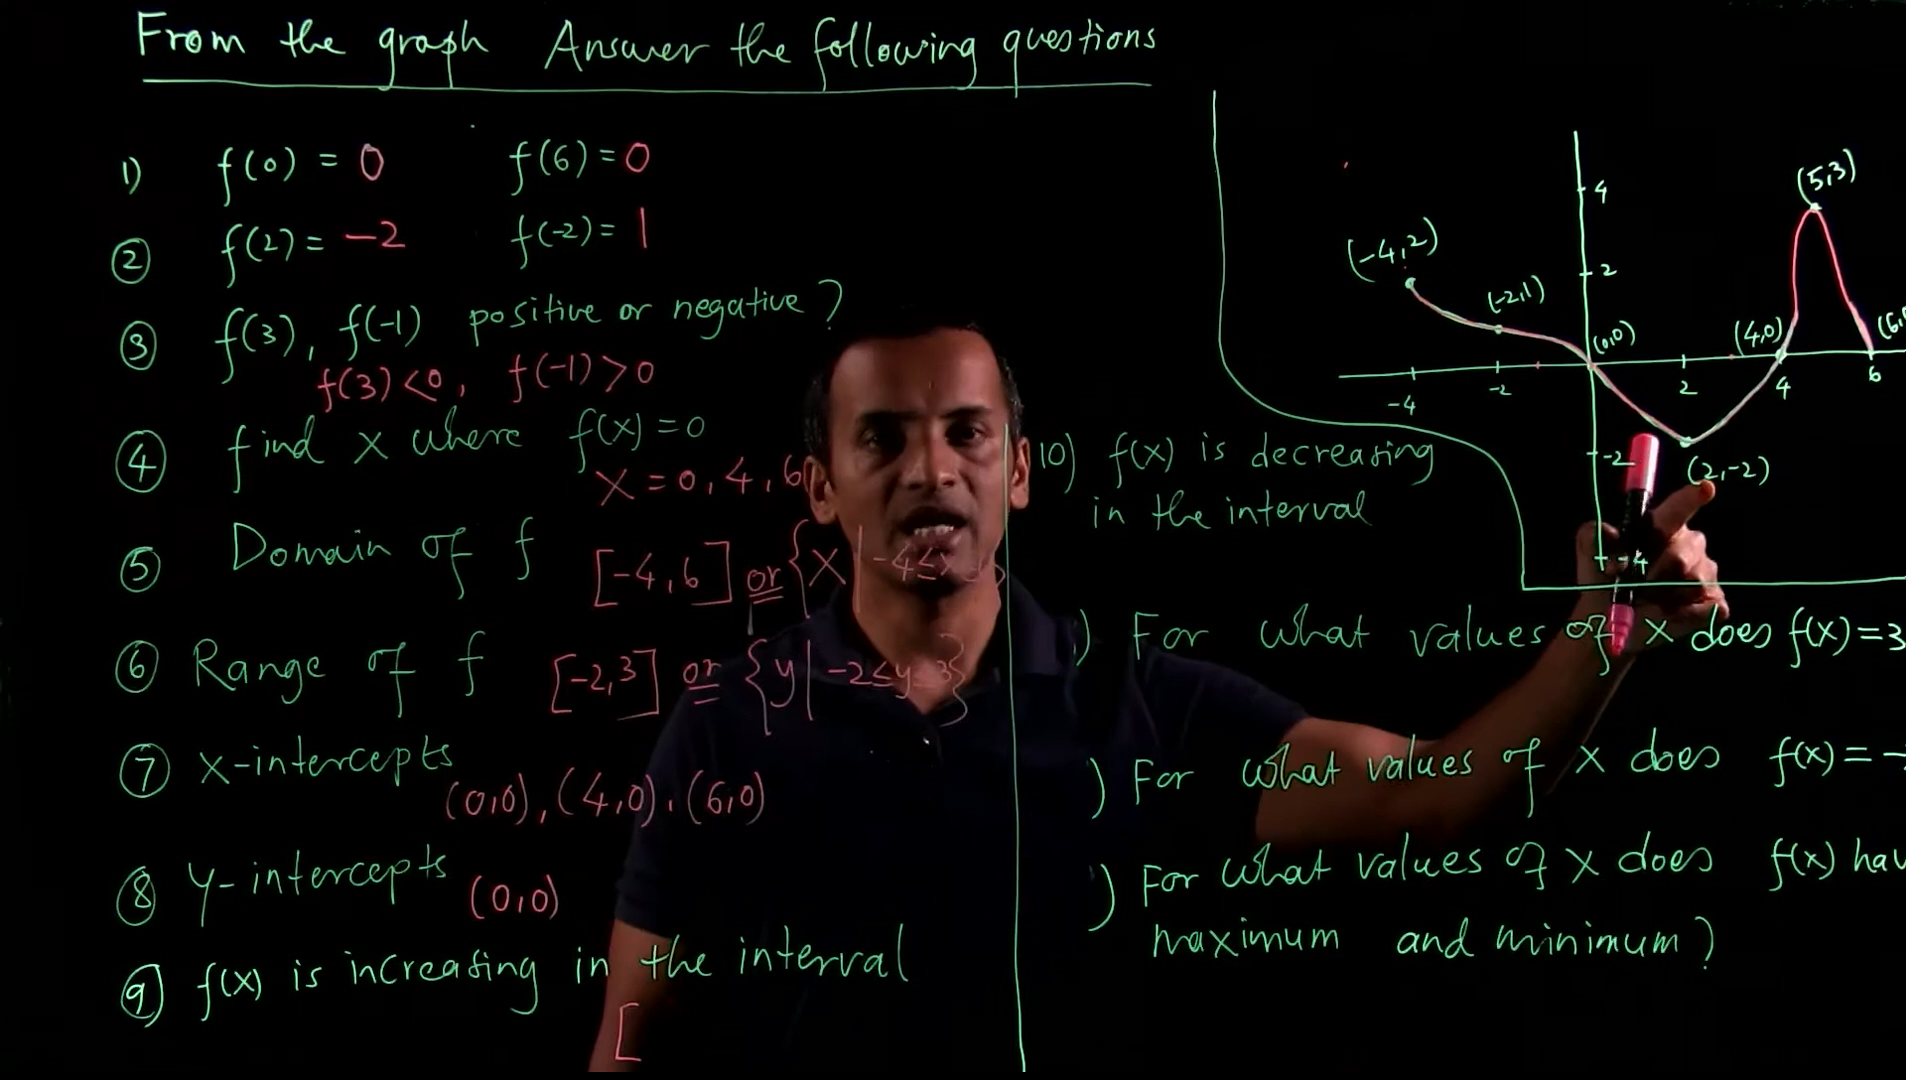 From the graph Answer the following questions
1) f(0) = 0 f(6) = 0
2 f(2) = -2 f(-2) = 1
3 f(3), f(-1) positive or negative?
f(3) < 0, f(-1) > 0
4 find x where f(x) = 0
x = 0, 4, 6
5 Domain of f [-4, 6] or {x | -4 ≤ x
6 Range of f [-2, 3] or {y | -2 ≤ y ≤ 3}
7 x-intercepts
(0,0), (4,0), (6,0)
8 y-intercepts (0,0)
9) f(x) is increasing in the interval
[
(5,3)
4
(-4,2)
2
(-2,1)
(0,0)
(4,0)
(6,
-4
-2
2
4
6
-2
(2,-2)
-4
10) f(x) is decreasing
in the interval
) For what values of x does f(x) = 3
) For what values of x does f(x) = -
) For what values of x does f(x)
maximum and minimum?